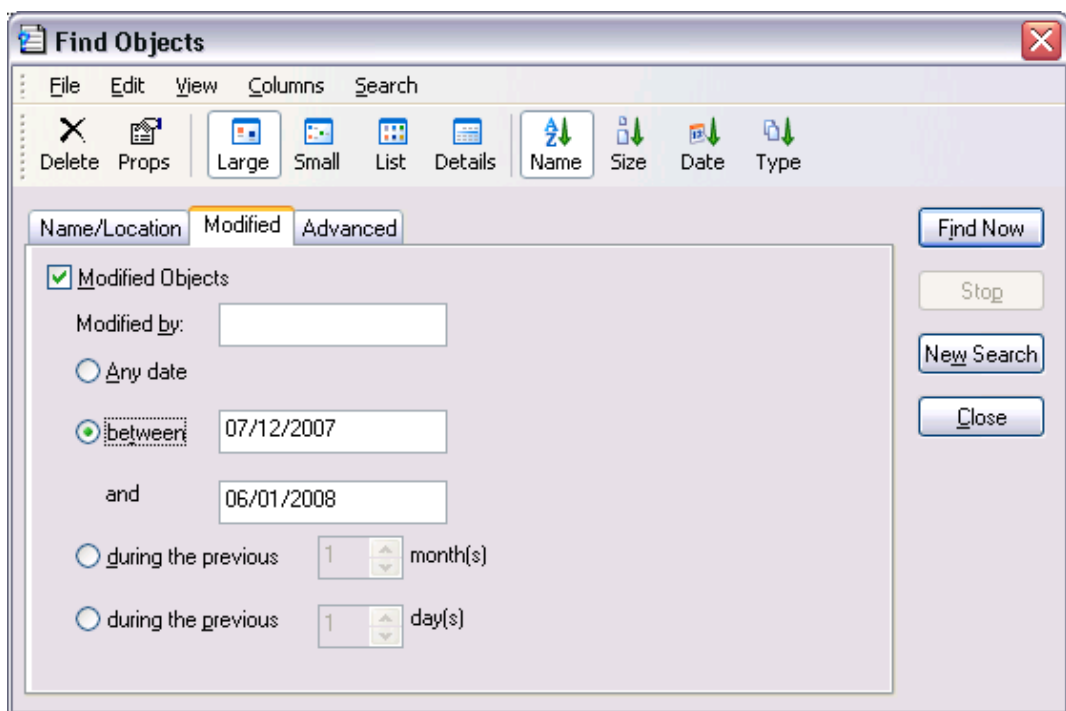 Find Objects
File Edit View Columns Search
Delete Props Large Small List Details Name Size Date Type
Name/Location Modified Advanced
Find Now
Modified Objects
Stop
Modified by:
New Search
Any date
Close
between 07/12/2007
and 06/01/2008
during the previous 1 month(s)
during the previous 1 day(s)